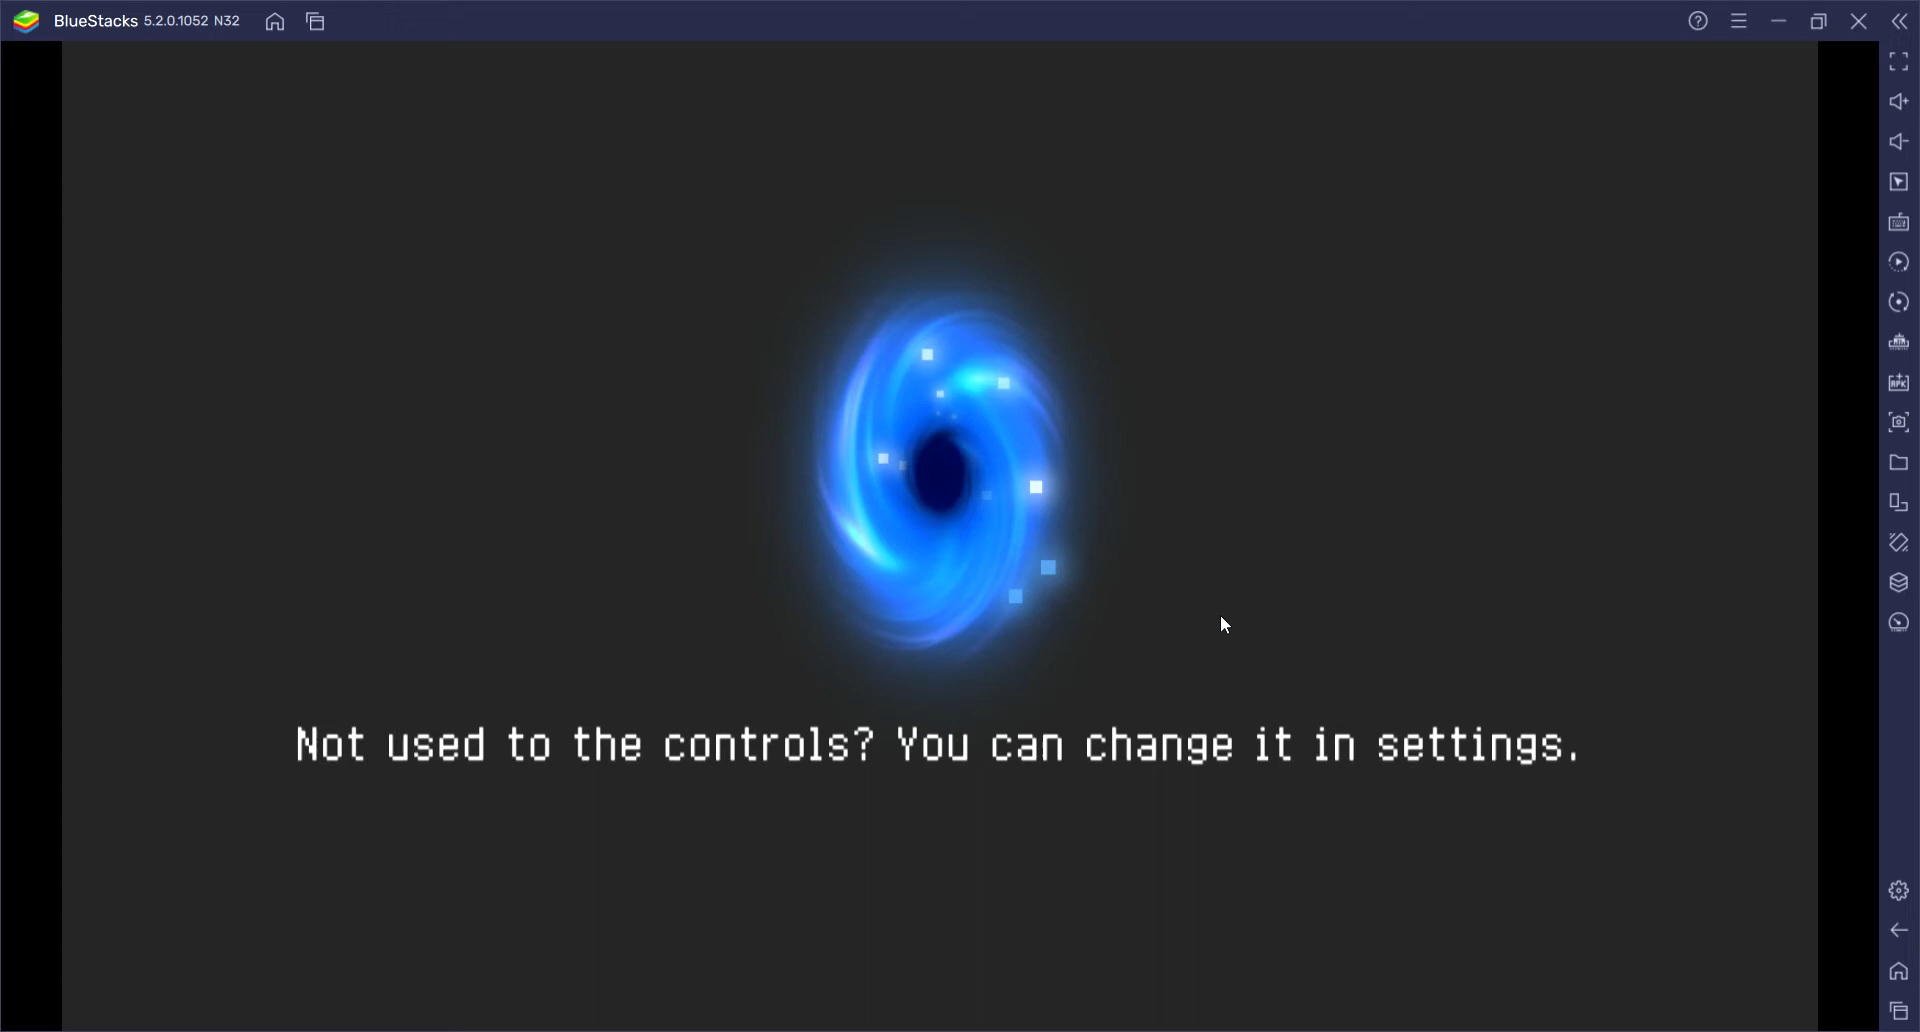 BlueStacks 5.2.0.1052 N32
Not used to the controls? You can change it in settings.